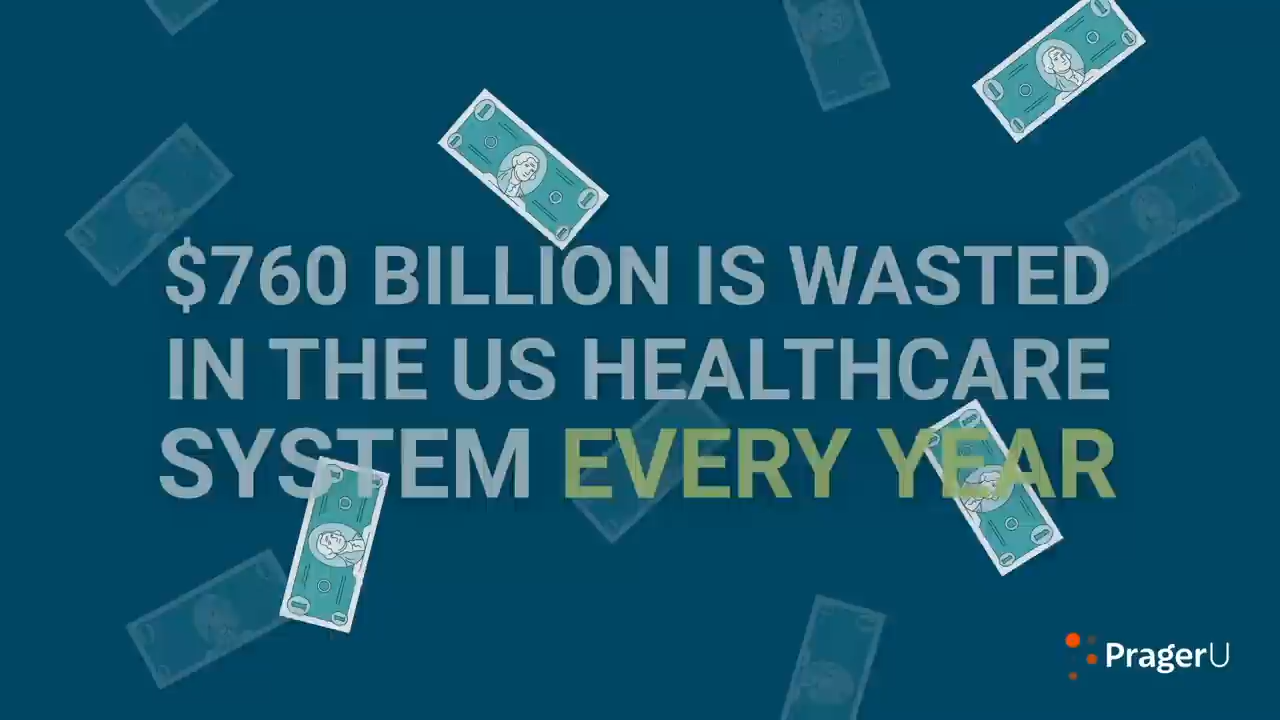 $760 BILLION IS WASTED
IN THE US HEALTHCARE
SYSTEM EVERY YEAR
PragerU